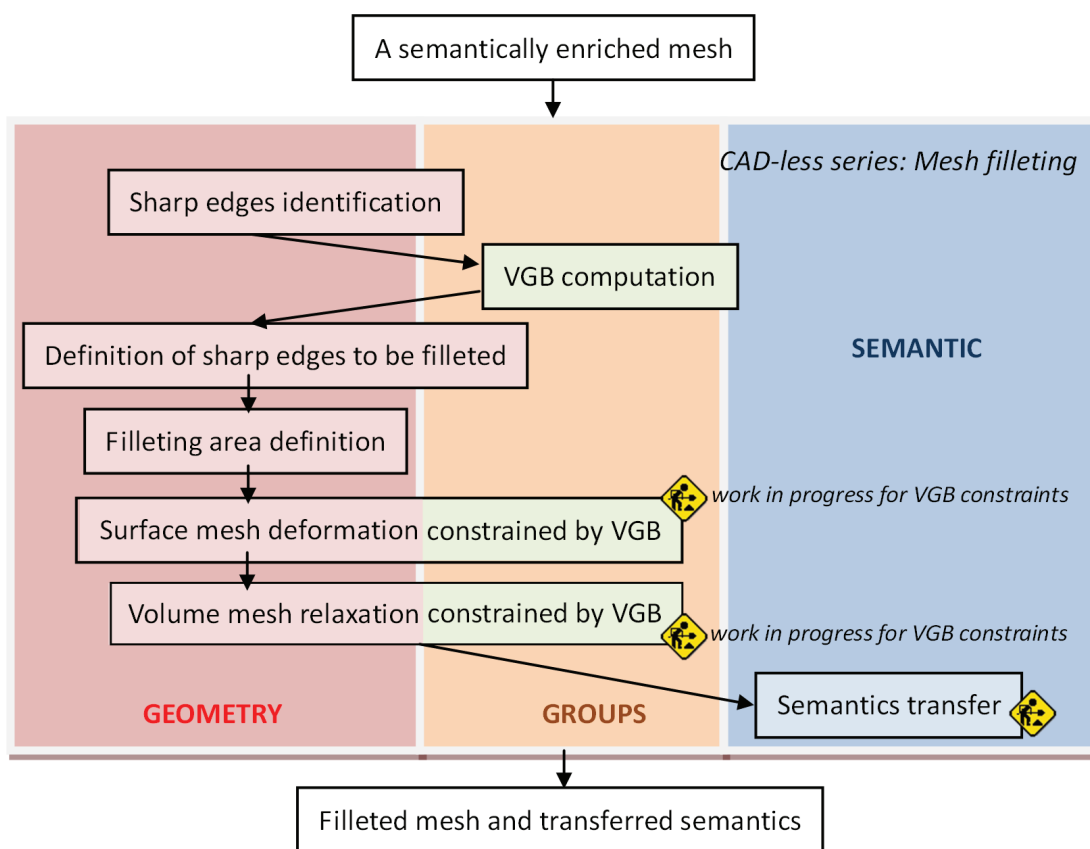 A semantically enriched mesh
CAD-less series: Mesh filleting
Sharp edges identification
VGB computation
Definition of sharp edges to be filleted
SEMANTIC
Filleting area definition
work in progress for VGB constraints
Surface mesh deformation constrained by VGB
Volume mesh relaxation constrained by VGB
work in progress for VGB constraints
Semantics transfer
GEOMETRY
GROUPS
Filleted mesh and transferred semantics